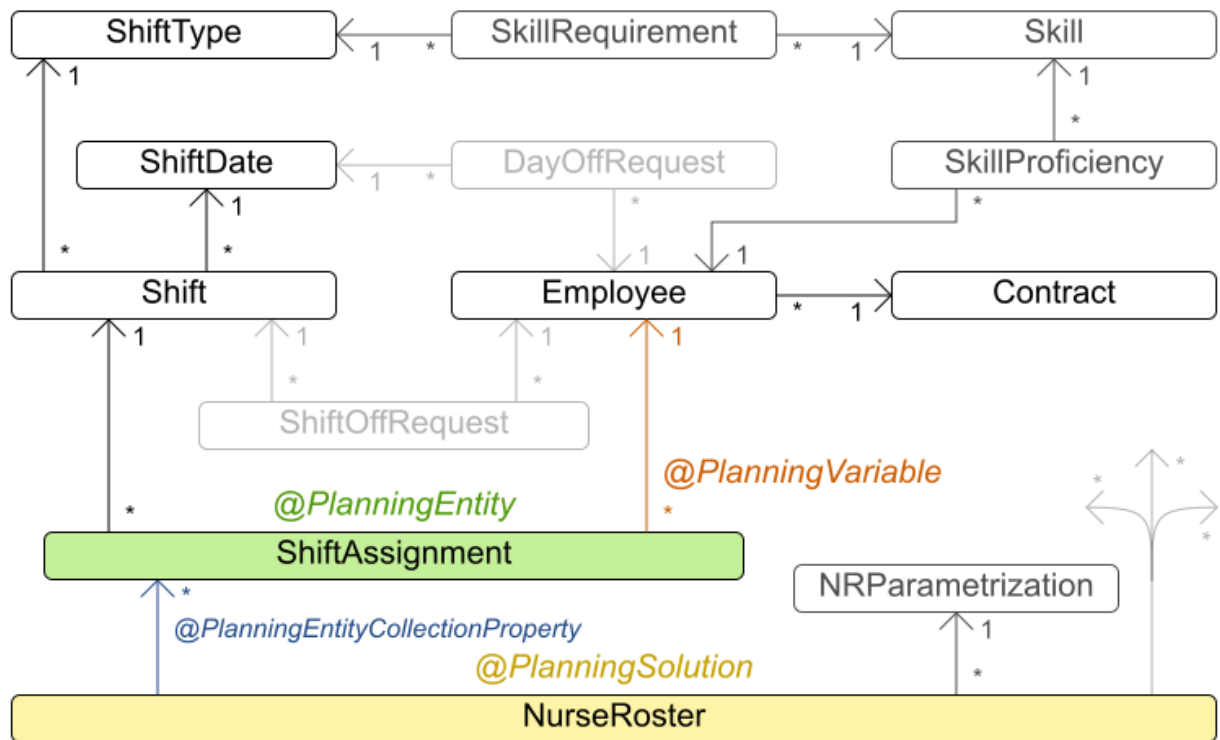 ShiftType
1
*
SkillRequirement
*
1
Skill
1
1
*
ShiftDate
1
*
DayOffRequest
SkillProficiency
1
*
*
*
*
1
1
Shift
Employee
*
1
Contract
1
1
1
1
*
*
ShiftOffRequest
@PlanningVariable
*
*
@PlanningEntity
*
*
*
ShiftAssignment
*
NRParametrization
@PlanningEntityCollectionProperty
1
@PlanningSolution
*
NurseRoster